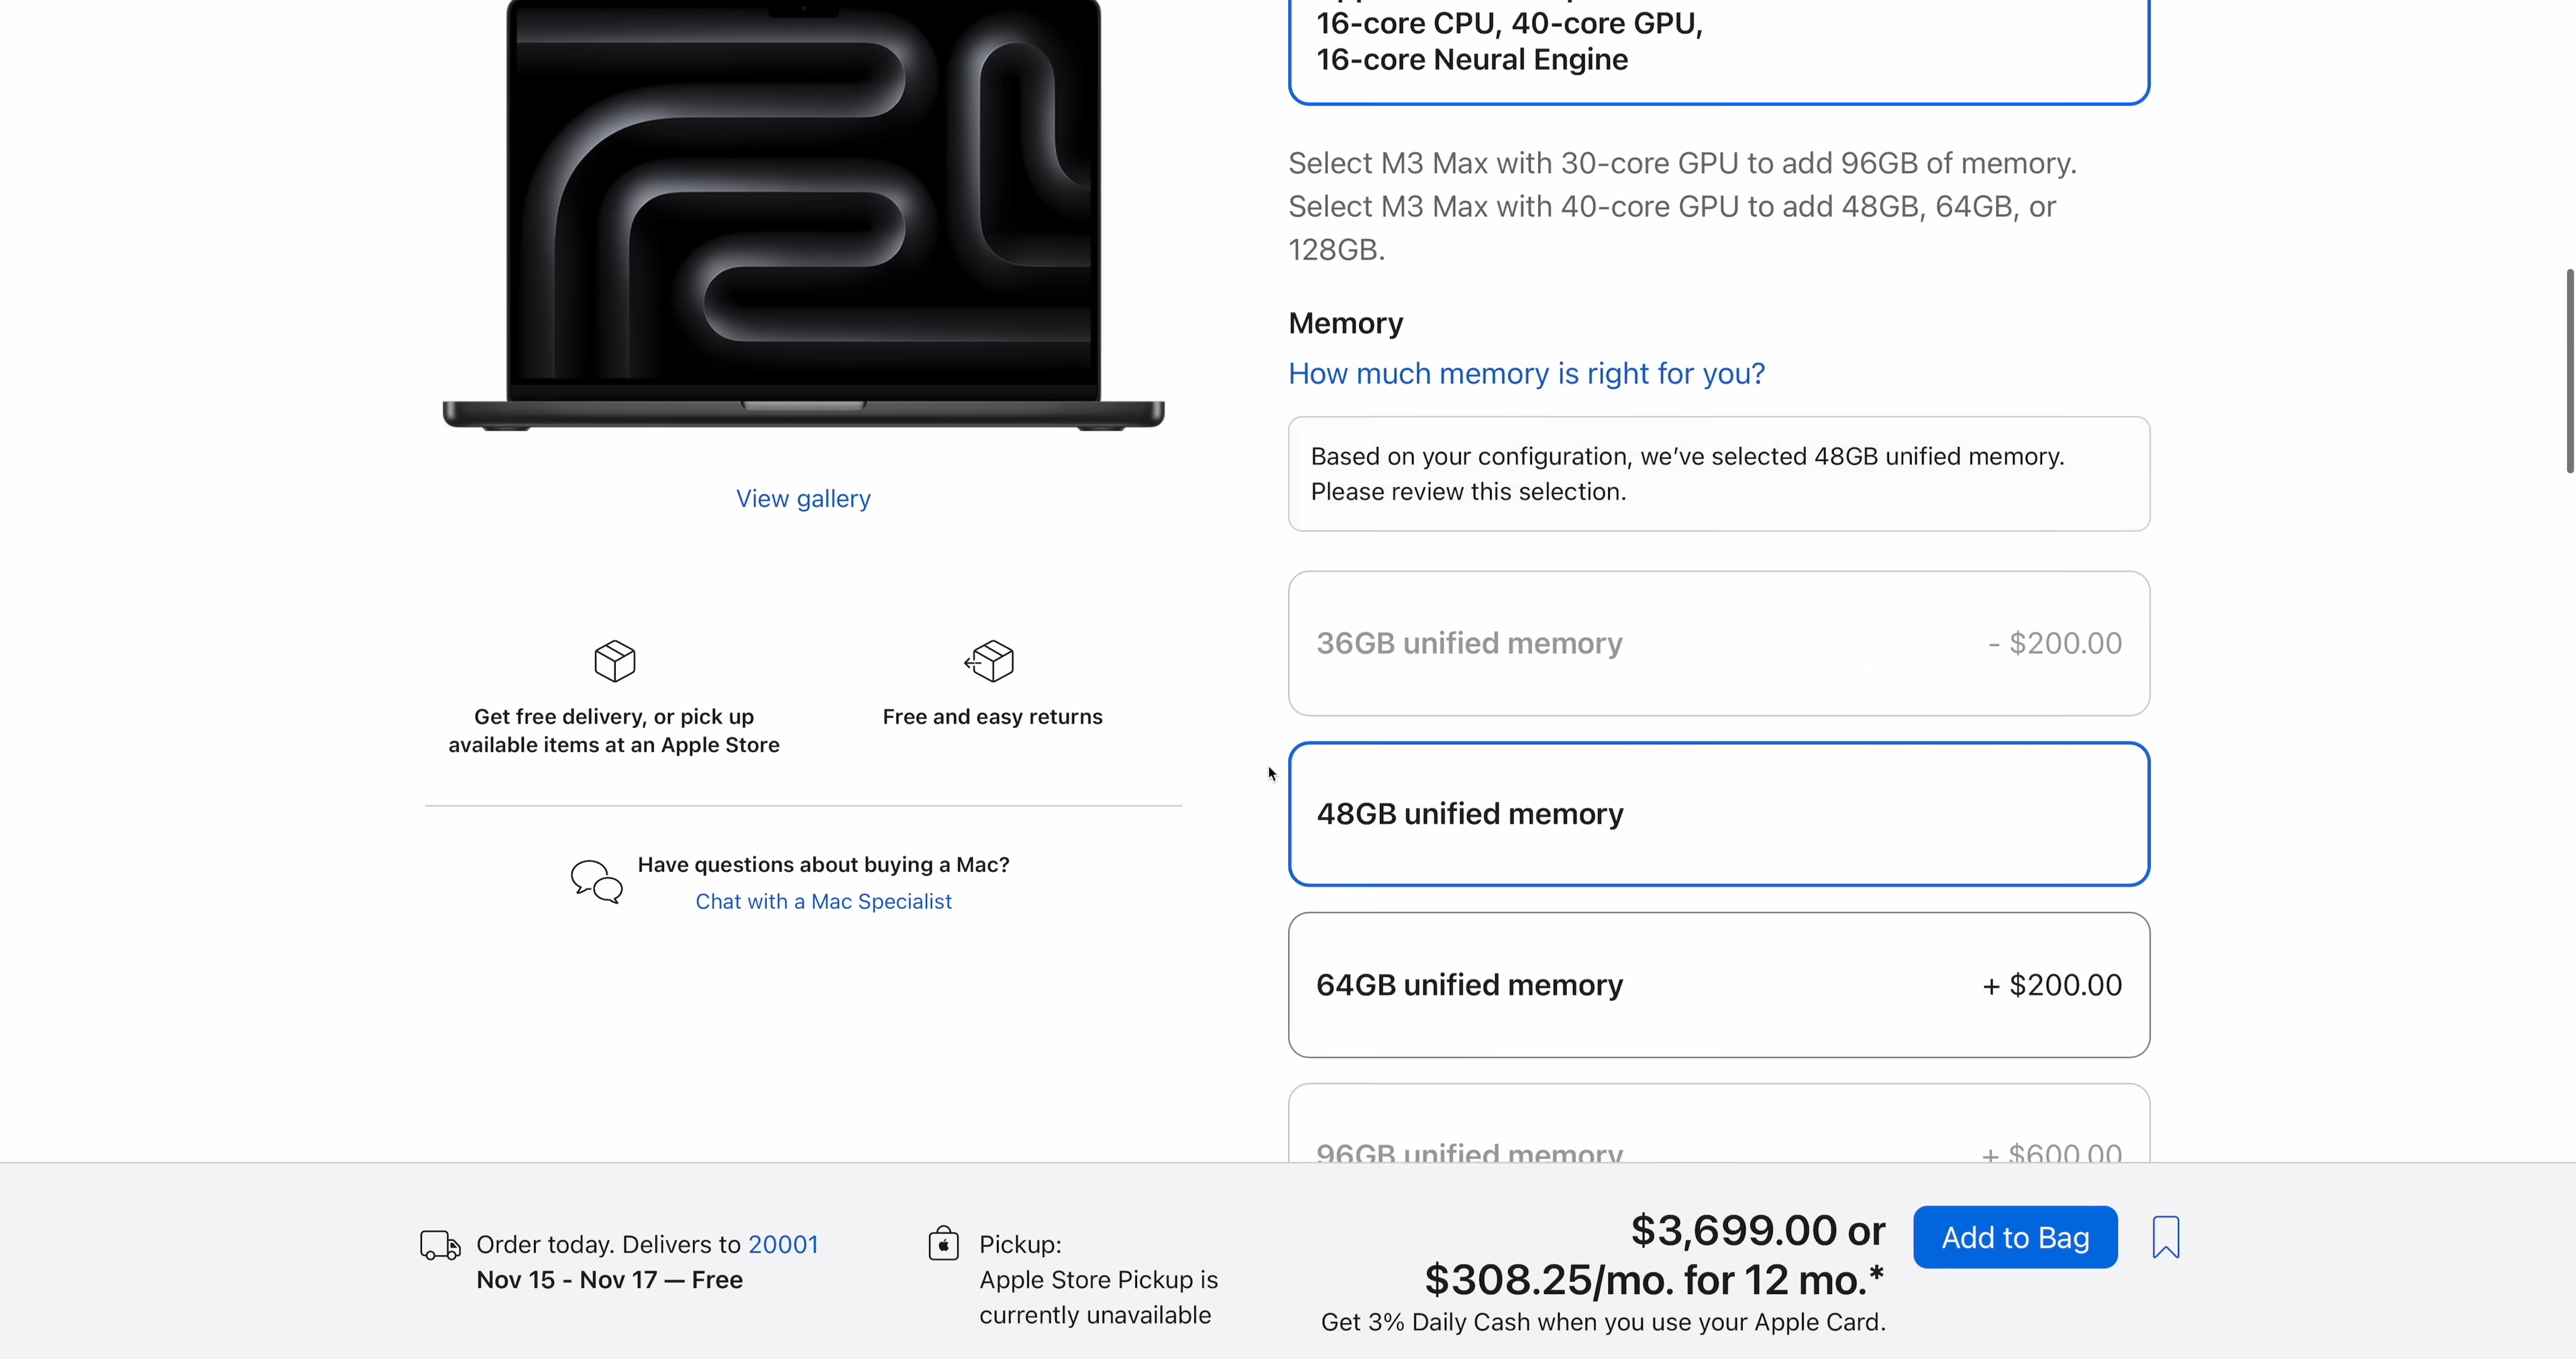 16-core CPU, 40-core GPU,
16-core Neural Engine
Select M3 Max with 30-core GPU to add 96GB of memory.
Select M3 Max with 40-core GPU to add 48GB, 64GB, or
128GB.
Memory
How much memory is right for you?
Based on your configuration, we’ve selected 48GB unified memory.
Please review this selection.
36GB unified memory - $200.00
48GB unified memory
64GB unified memory + $200.00
96GB unified memory + $600.00
View gallery
Get free delivery, or pick up
available items at an Apple Store
Free and easy returns
Have questions about buying a Mac?
Chat with a Mac Specialist
Order today. Delivers to 20001
Nov 15 - Nov 17 — Free
Pickup:
Apple Store Pickup is
currently unavailable
$3,699.00 or
$308.25/mo. for 12 mo.*
Get 3% Daily Cash when you use your Apple Card.
Add to Bag